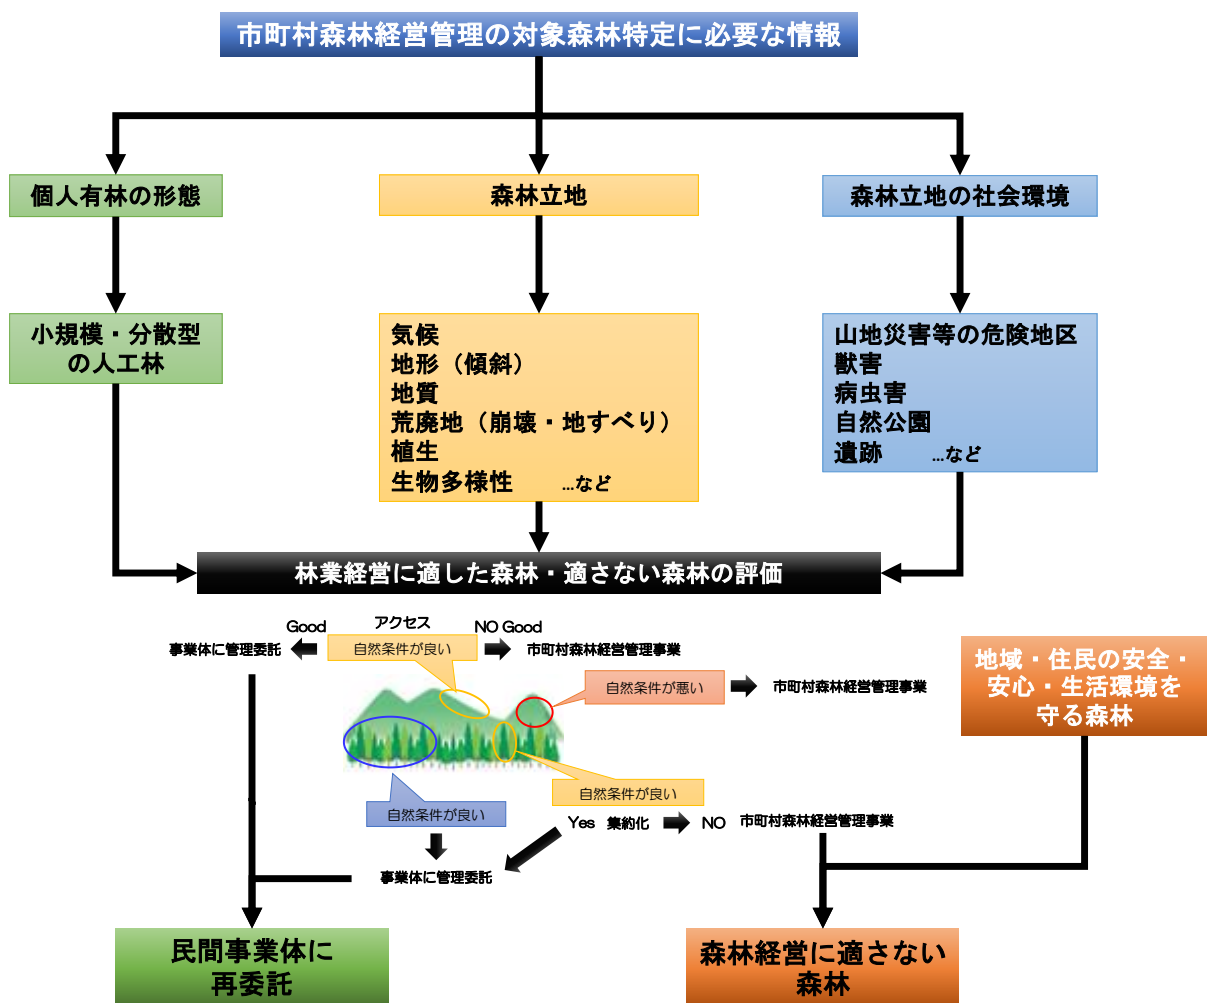 市町村森林経営管理の対象森林特定に必要な情報
個人有林の形態
森林立地
森林立地の社会環境
小規模・分散型
の人工林
気候
地形（傾斜）
地質
荒廃地（崩壊・地すべり）
植生
生物多様性 …など
山地災害等の危険地区
獣害
病虫害
自然公園
遺跡 …など
林業経営に適した森林・適さない森林の評価
Good アクセス NO Good
事業体に管理委託 自然条件が良い 市町村森林経営管理事業
自然条件が悪い 市町村森林経営管理事業
地域・住民の安全・
安心・生活環境を
守る森林
自然条件が良い
自然条件が良い
Yes 集約化 NO 市町村森林経営管理事業
事業体に管理委託
民間事業体に
再委託
森林経営に適さない
森林